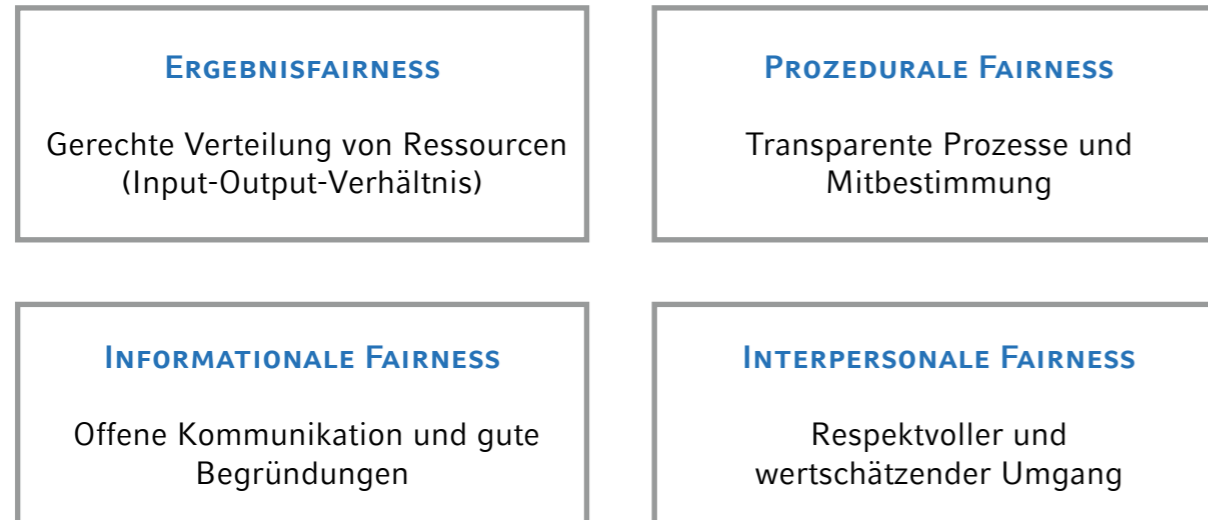 Ergebnisfairness
Gerechte Verteilung von Ressourcen
(Input-Output-Verhältnis)
Prozedurale Fairness
Transparente Prozesse und
Mitbestimmung
Informationale Fairness
Offene Kommunikation und gute
Begründungen
Interpersonale Fairness
Respektvoller und
wertschätzender Umgang